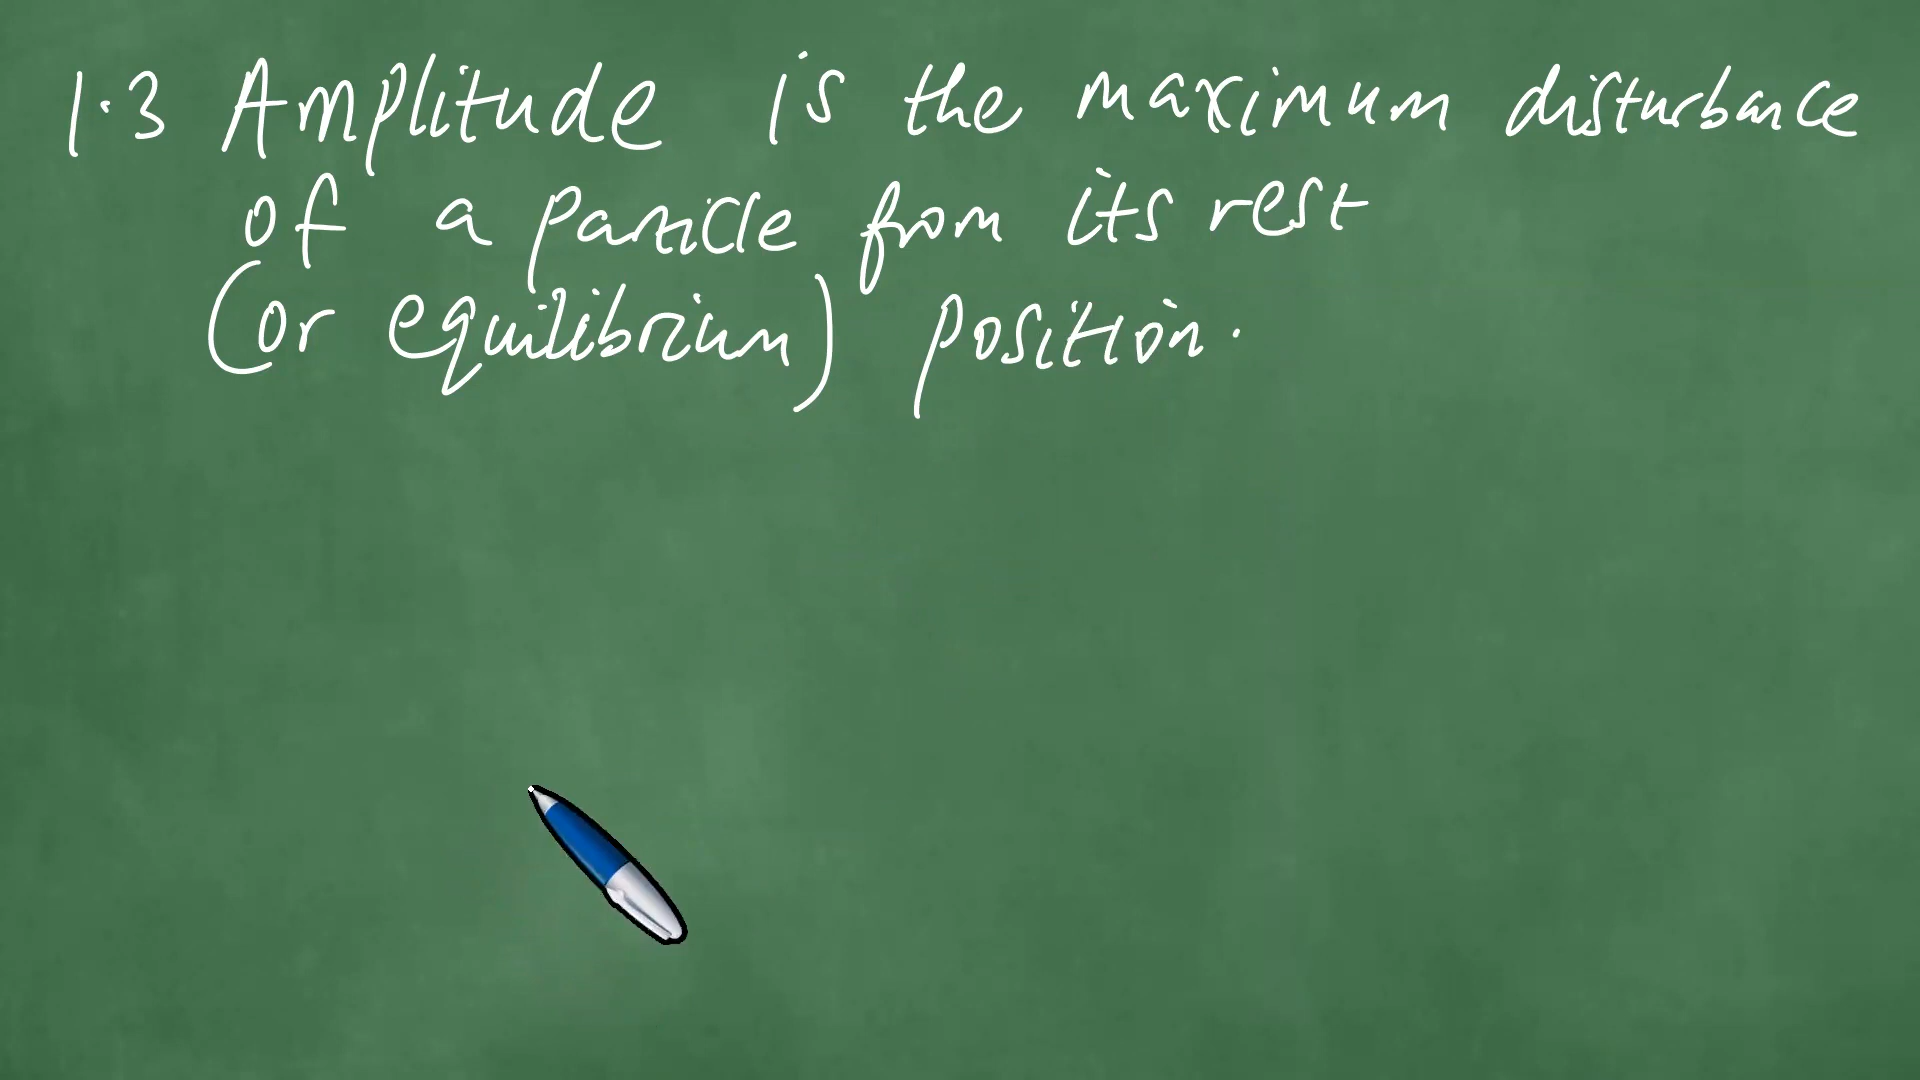 1.3 Amplitude is the maximum disturbance
of a particle from its rest
(or equilibrium) position.